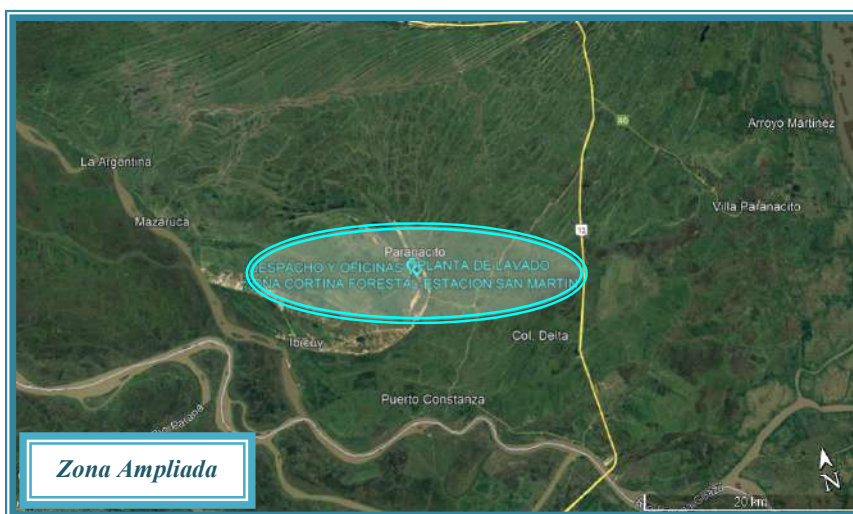 Arroyo Martinez
La Argentina
Villa Paranacito
Mazaruca
12
Paranacito
DESPACHO Y OFICINAS PLANTA DE LAVADO
ZONA CORTINA FORESTAL ESTACION SAN MARTIN
Ibicuy
Col. Delta
Puerto Constanza
Zona Ampliada
N
20 km